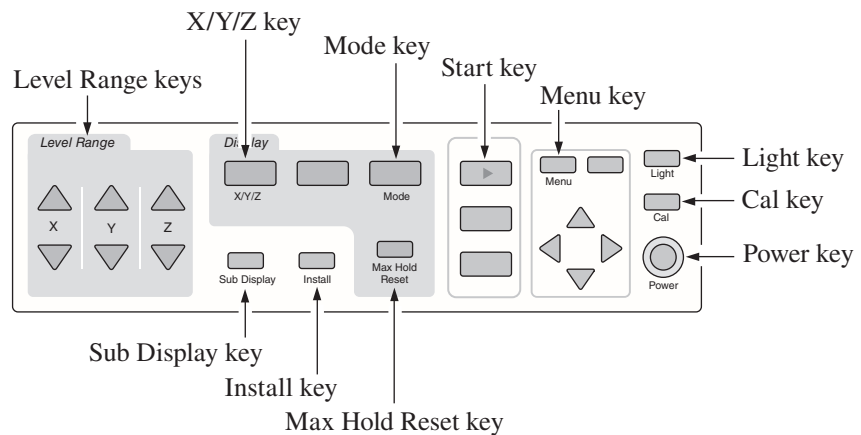 X/Y/Z key
Mode key
Start key
Level Range keys
Menu key
Level Range
Display
Light key
Menu
Light
X/Y/Z
Mode
Cal key
X
Y
Z
Cal
Power key
Sub Display
Install
Max Hold
Reset
Power
Sub Display key
Install key
Max Hold Reset key